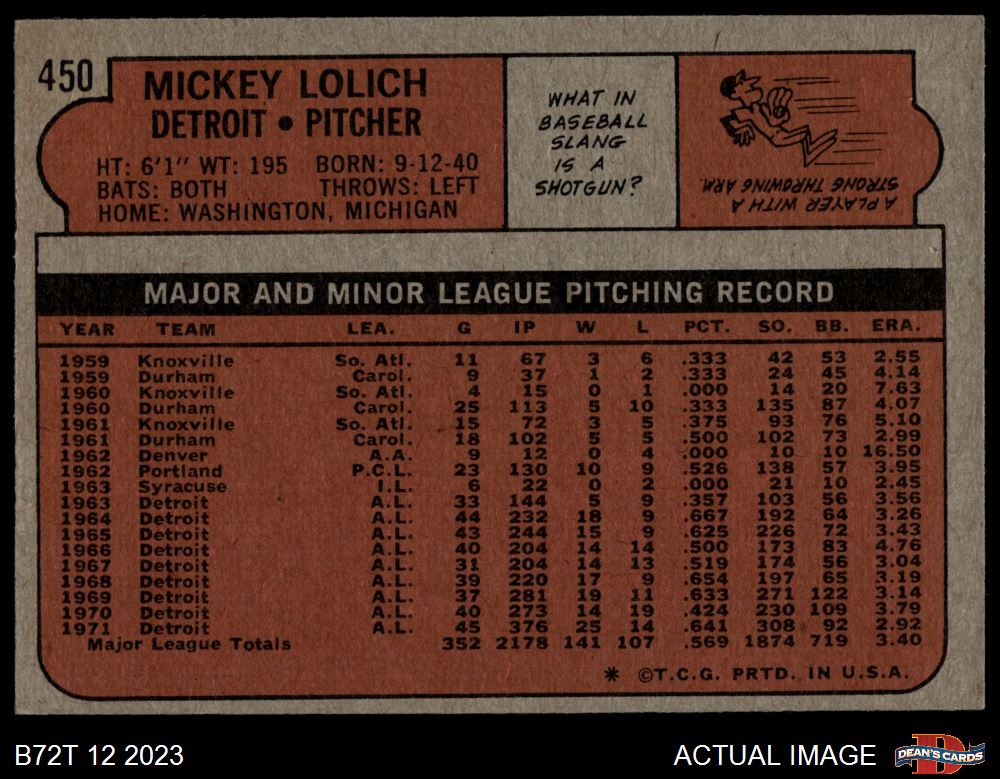 450
MICKEY LOLICH
DETROIT • PITCHER
HT: 6'1" WT: 195 BORN: 9-12-40
BATS: BOTH THROWS: LEFT
HOME: WASHINGTON, MICHIGAN
WHAT IN
BASEBALL
SLANG
IS A
SHOTGUN?
A PLAYER WITH A
STRONG THROWING ARM.
MAJOR AND MINOR LEAGUE PITCHING RECORD
YEAR TEAM LEA. G IP W L PCT. SO. BB. ERA.
1959 Knoxville So. Atl. 11 67 3 6 .333 42 53 2.55
1959 Durham Carol. 9 37 1 2 .333 24 45 4.14
1960 Knoxville So. Atl. 4 15 0 1 .000 14 20 7.63
1960 Durham Carol. 25 113 5 10 .333 135 87 4.07
1961 Knoxville So. Atl. 15 72 3 5 .375 93 76 5.10
1961 Durham Carol. 18 102 5 5 .500 102 73 2.99
1962 Denver A.A. 9 12 0 4 .000 10 10 16.50
1962 Portland P.C.L. 23 130 10 9 .526 138 57 3.95
1963 Syracuse I.L. 6 22 0 2 .000 21 10 2.45
1963 Detroit A.L. 33 144 5 9 .357 103 56 3.56
1964 Detroit A.L. 44 232 18 9 .667 192 64 3.26
1965 Detroit A.L. 43 244 15 9 .625 226 72 3.43
1966 Detroit A.L. 40 204 14 14 .500 173 83 4.76
1967 Detroit A.L. 31 204 14 13 .519 174 56 3.04
1968 Detroit A.L. 39 220 17 9 .654 197 65 3.19
1969 Detroit A.L. 37 281 19 11 .633 271 122 3.14
1970 Detroit A.L. 40 273 14 19 .424 230 109 3.79
1971 Detroit A.L. 45 376 25 14 .641 308 92 2.92
Major League Totals 352 2178 141 107 .569 1874 719 3.40
* ©T.C.G. PRTD. IN U.S.A.
B72T 12 2023
ACTUAL IMAGE
DEAN'S CARDS